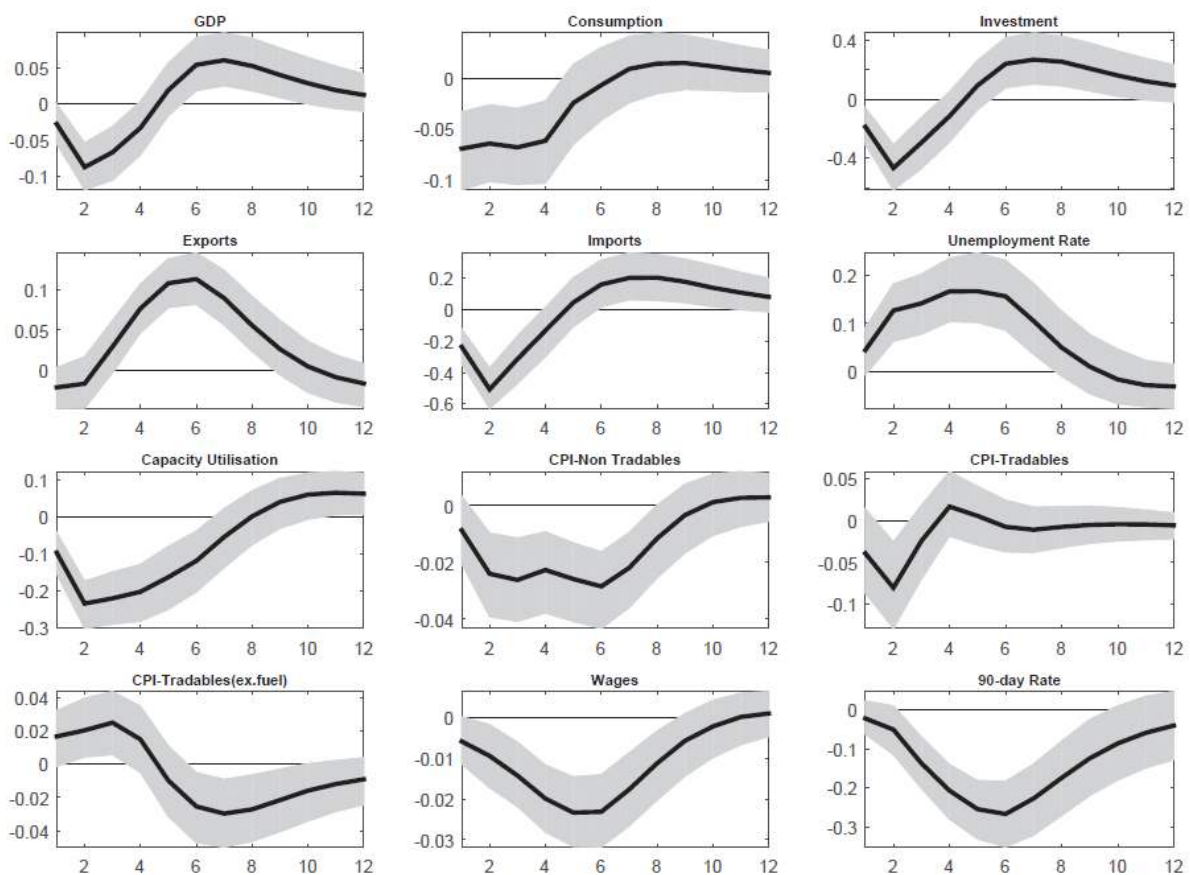 GDP Consumption Investment
0.05 0 -0.05 -0.1
0 -0.05 -0.1
0.4 0 -0.4
2 4 6 8 10 12 2 4 6 8 10 12 2 4 6 8 10 12
Exports Imports Unemployment Rate
0.1 0.05 0
0.2 0 -0.2 -0.4 -0.6
0.2 0.1 0
2 4 6 8 10 12 2 4 6 8 10 12 2 4 6 8 10 12
Capacity Utilisation CPI-Non Tradables CPI-Tradables
0.1 0 -0.1 -0.2 -0.3
0 -0.02 -0.04
0.05 0 -0.05 -0.1
2 4 6 8 10 12 2 4 6 8 10 12 2 4 6 8 10 12
CPI-Tradables(ex.fuel) Wages 90-day Rate
0.04 0.02 0 -0.02 -0.04
0 -0.01 -0.02 -0.03
0 -0.1 -0.2 -0.3
2 4 6 8 10 12 2 4 6 8 10 12 2 4 6 8 10 12